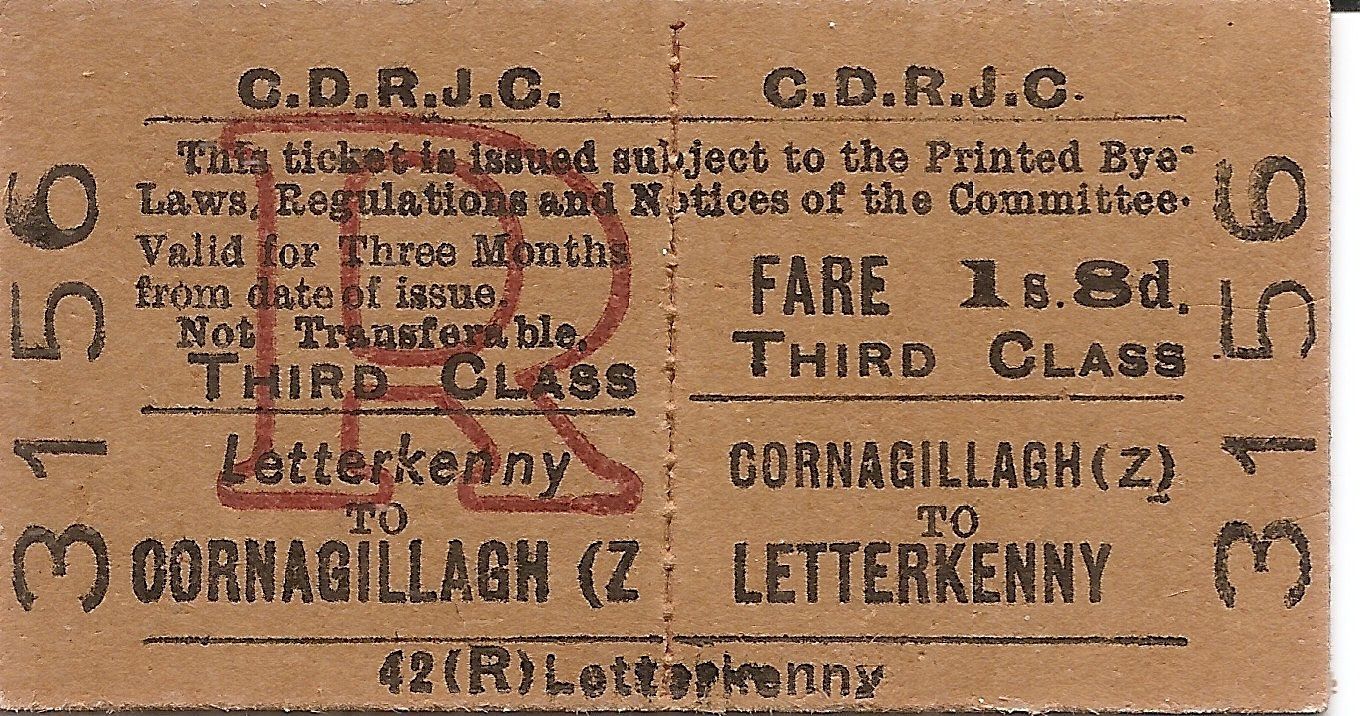 C.D.R.J.C. C.D.R.J.C.
This ticket is issued subject to the Printed Bye-
Laws, Regulations and Notices of the Committee.
Valid for Three Months
from date of issue.
Not Transferable.
THIRD CLASS
Letterkenny
TO
CORNAGILLAGH (Z
R
FARE 1s. 8d.
THIRD CLASS
CORNAGILLAGH (Z)
TO
LETTERKENNY
42(R) Letterkenny
3156
3156